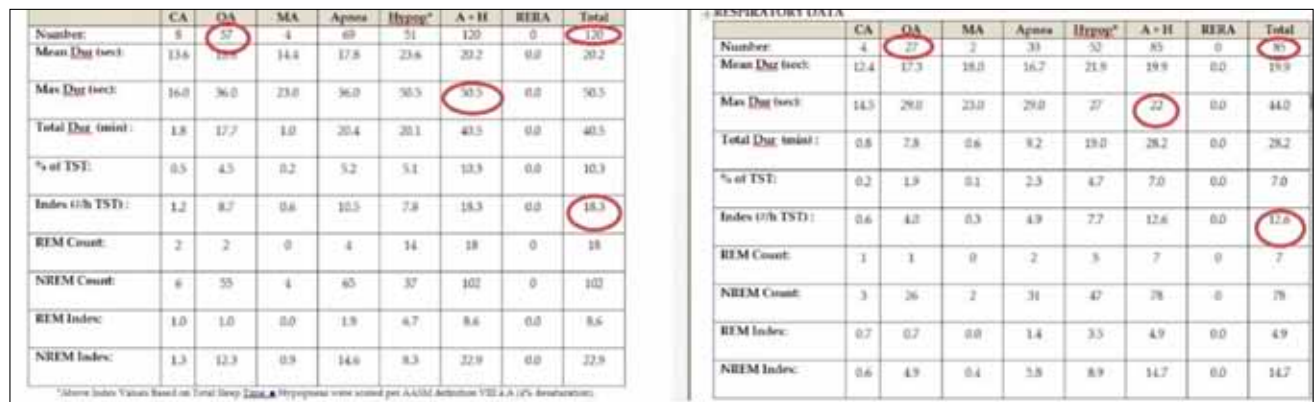 CA OA MA Apnea Hypop* A + H RERA Total
Number: 8 57 4 69 51 120 0 120
Mean Dur (sec): 13.6 14.4 17.8 23.6 20.2 0.0 20.2
Max Dur (sec): 16.0 36.0 23.0 36.0 50.5 50.5 0.0 50.5
Total Dur (min) : 1.8 17.7 1.0 20.4 20.1 40.5 0.0 40.5
% of TST: 0.5 4.5 0.2 5.2 5.1 10.3 0.0 10.3
Index (#/h TST) : 1.2 8.7 0.6 10.5 7.8 18.3 0.0 18.3
REM Count: 2 2 0 4 14 18 0 18
NREM Count: 6 55 4 65 37 102 0 102
REM Index: 1.0 1.0 0.0 1.9 6.7 8.6 0.0 8.6
NREM Index: 1.3 12.3 0.9 14.6 8.3 22.9 0.0 22.9
*Above Index Values Based on Total Sleep Time. ■ Hypopneas were scored per AASM definition VIII.4.A (4% desaturation).
RESPIRATORY DATA
CA OA MA Apnea Hypop* A + H RERA Total
Number: 4 27 2 33 52 85 0 85
Mean Dur (sec): 12.4 17.3 18.0 16.7 21.9 19.9 0.0 19.9
Max Dur (sec): 14.5 29.0 23.0 29.0 27 22 0.0 44.0
Total Dur (min) : 0.8 7.8 0.6 9.2 19.0 28.2 0.0 28.2
% of TST: 0.2 1.9 0.1 2.3 4.7 7.0 0.0 7.0
Index (#/h TST) : 0.6 4.0 0.3 4.9 7.7 12.6 0.0 12.6
REM Count: 1 1 0 2 5 7 0 7
NREM Count: 3 26 2 31 47 78 0 78
REM Index: 0.7 0.7 0.0 1.4 3.5 4.9 0.0 4.9
NREM Index: 0.6 4.9 0.4 5.8 8.9 14.7 0.0 14.7